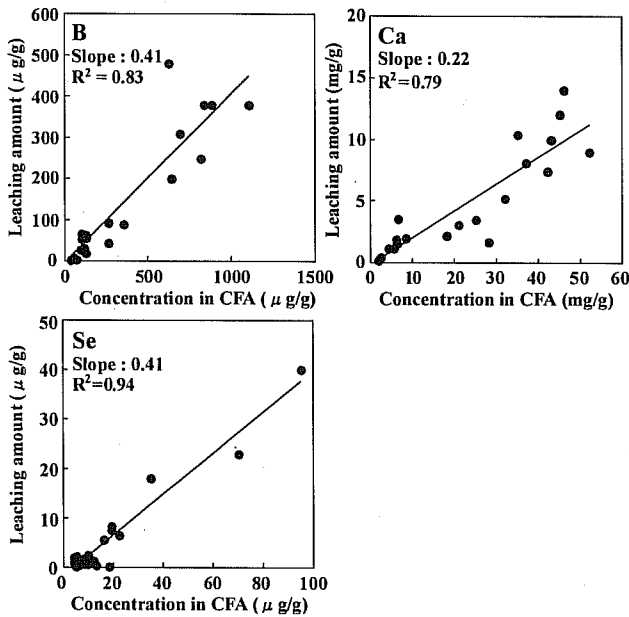 B
Slope : 0.41
R² = 0.83
Leaching amount ( μ g/g)
600
500
400
300
200
100
0
500
1000
1500
Concentration in CFA ( μ g/g)
Ca
Slope : 0.22
R²=0.79
Leaching amount (mg/g)
20
15
10
5
0
0
10
20
30
40
50
60
Concentration in CFA (mg/g)
Se
Slope : 0.41
R²=0.94
Leaching amount ( μ g/g)
50
40
30
20
10
0
0
20
40
60
80
100
Concentration in CFA ( μ g/g)